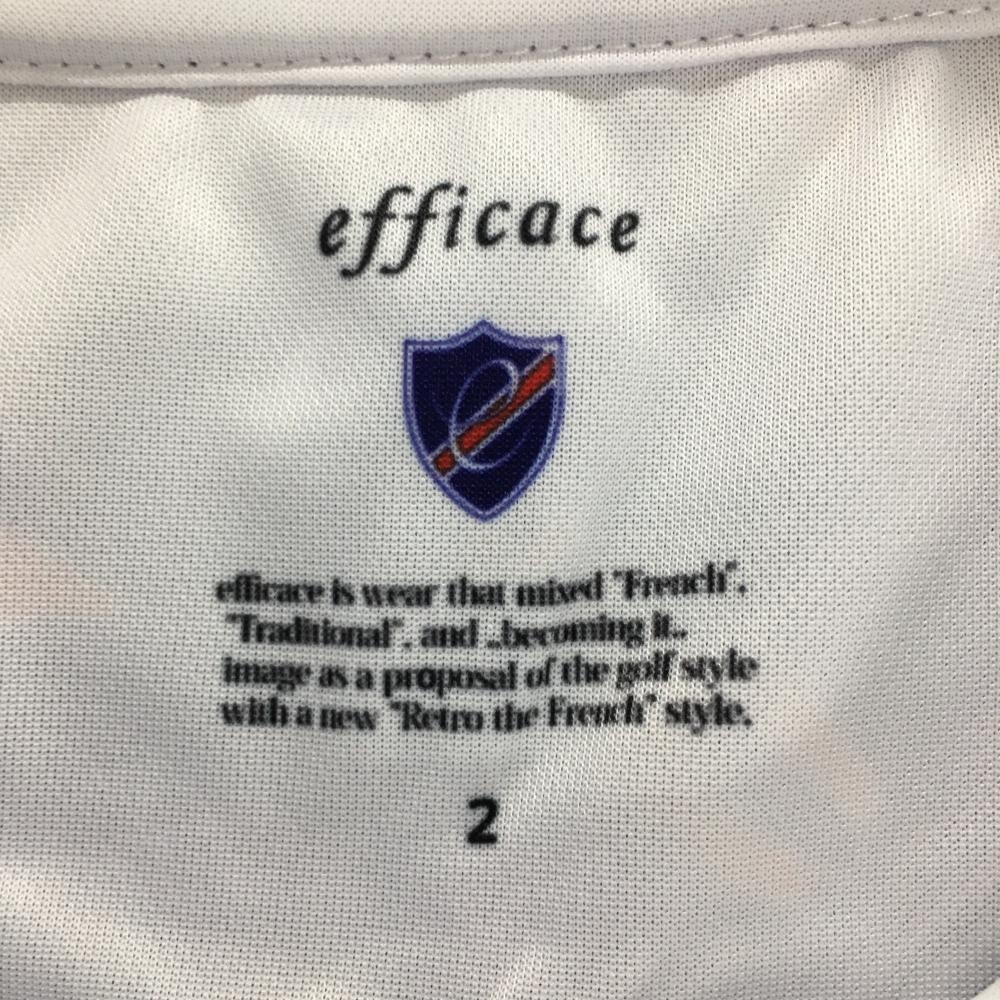 efficace
efficace is wear that mixed "French".
"Traditional". and ..becoming it..
image as a proposal of the golf style
with a new "Retro the French" style.
2